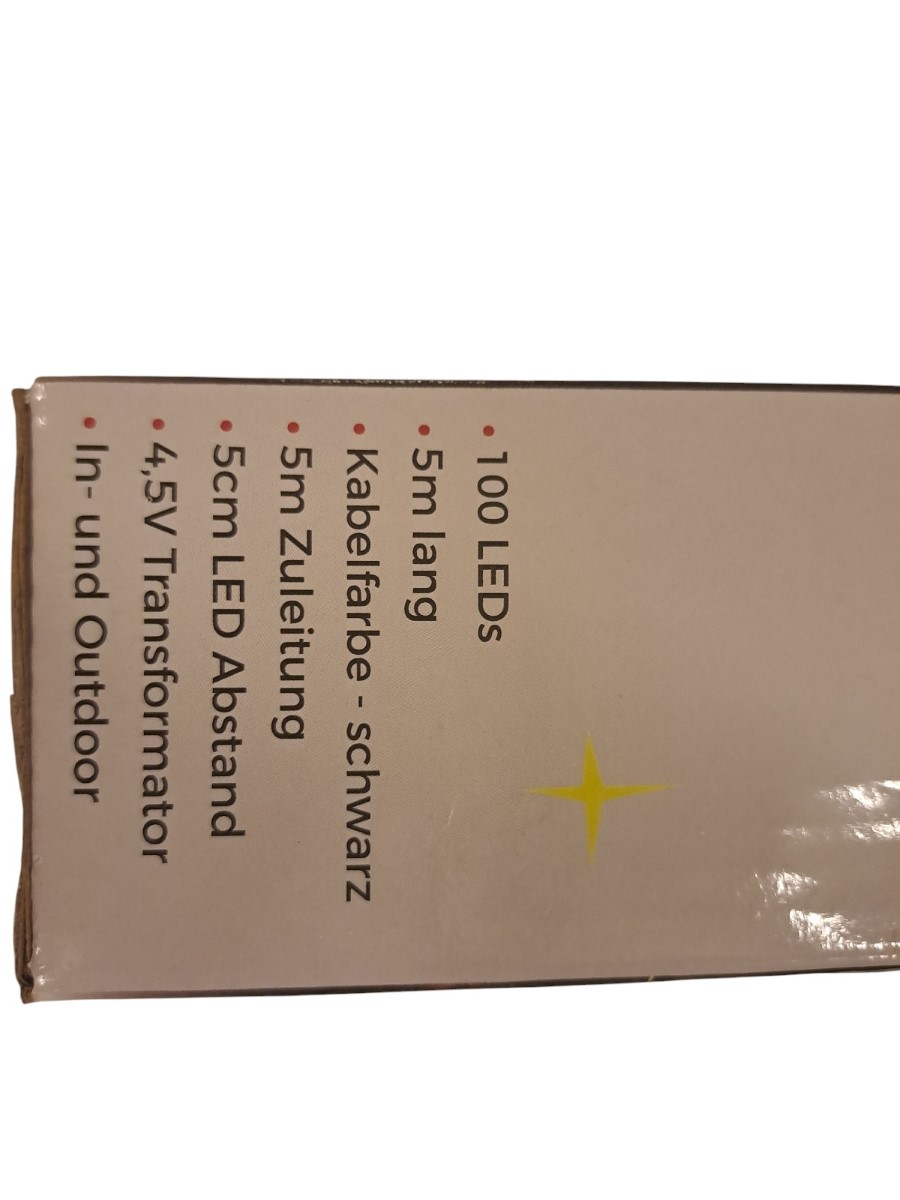 • 100 LEDs
• 5m lang
• Kabelfarbe - schwarz
• 5m Zuleitung
• 5cm LED Abstand
• 4,5V Transformator
• In- und Outdoor